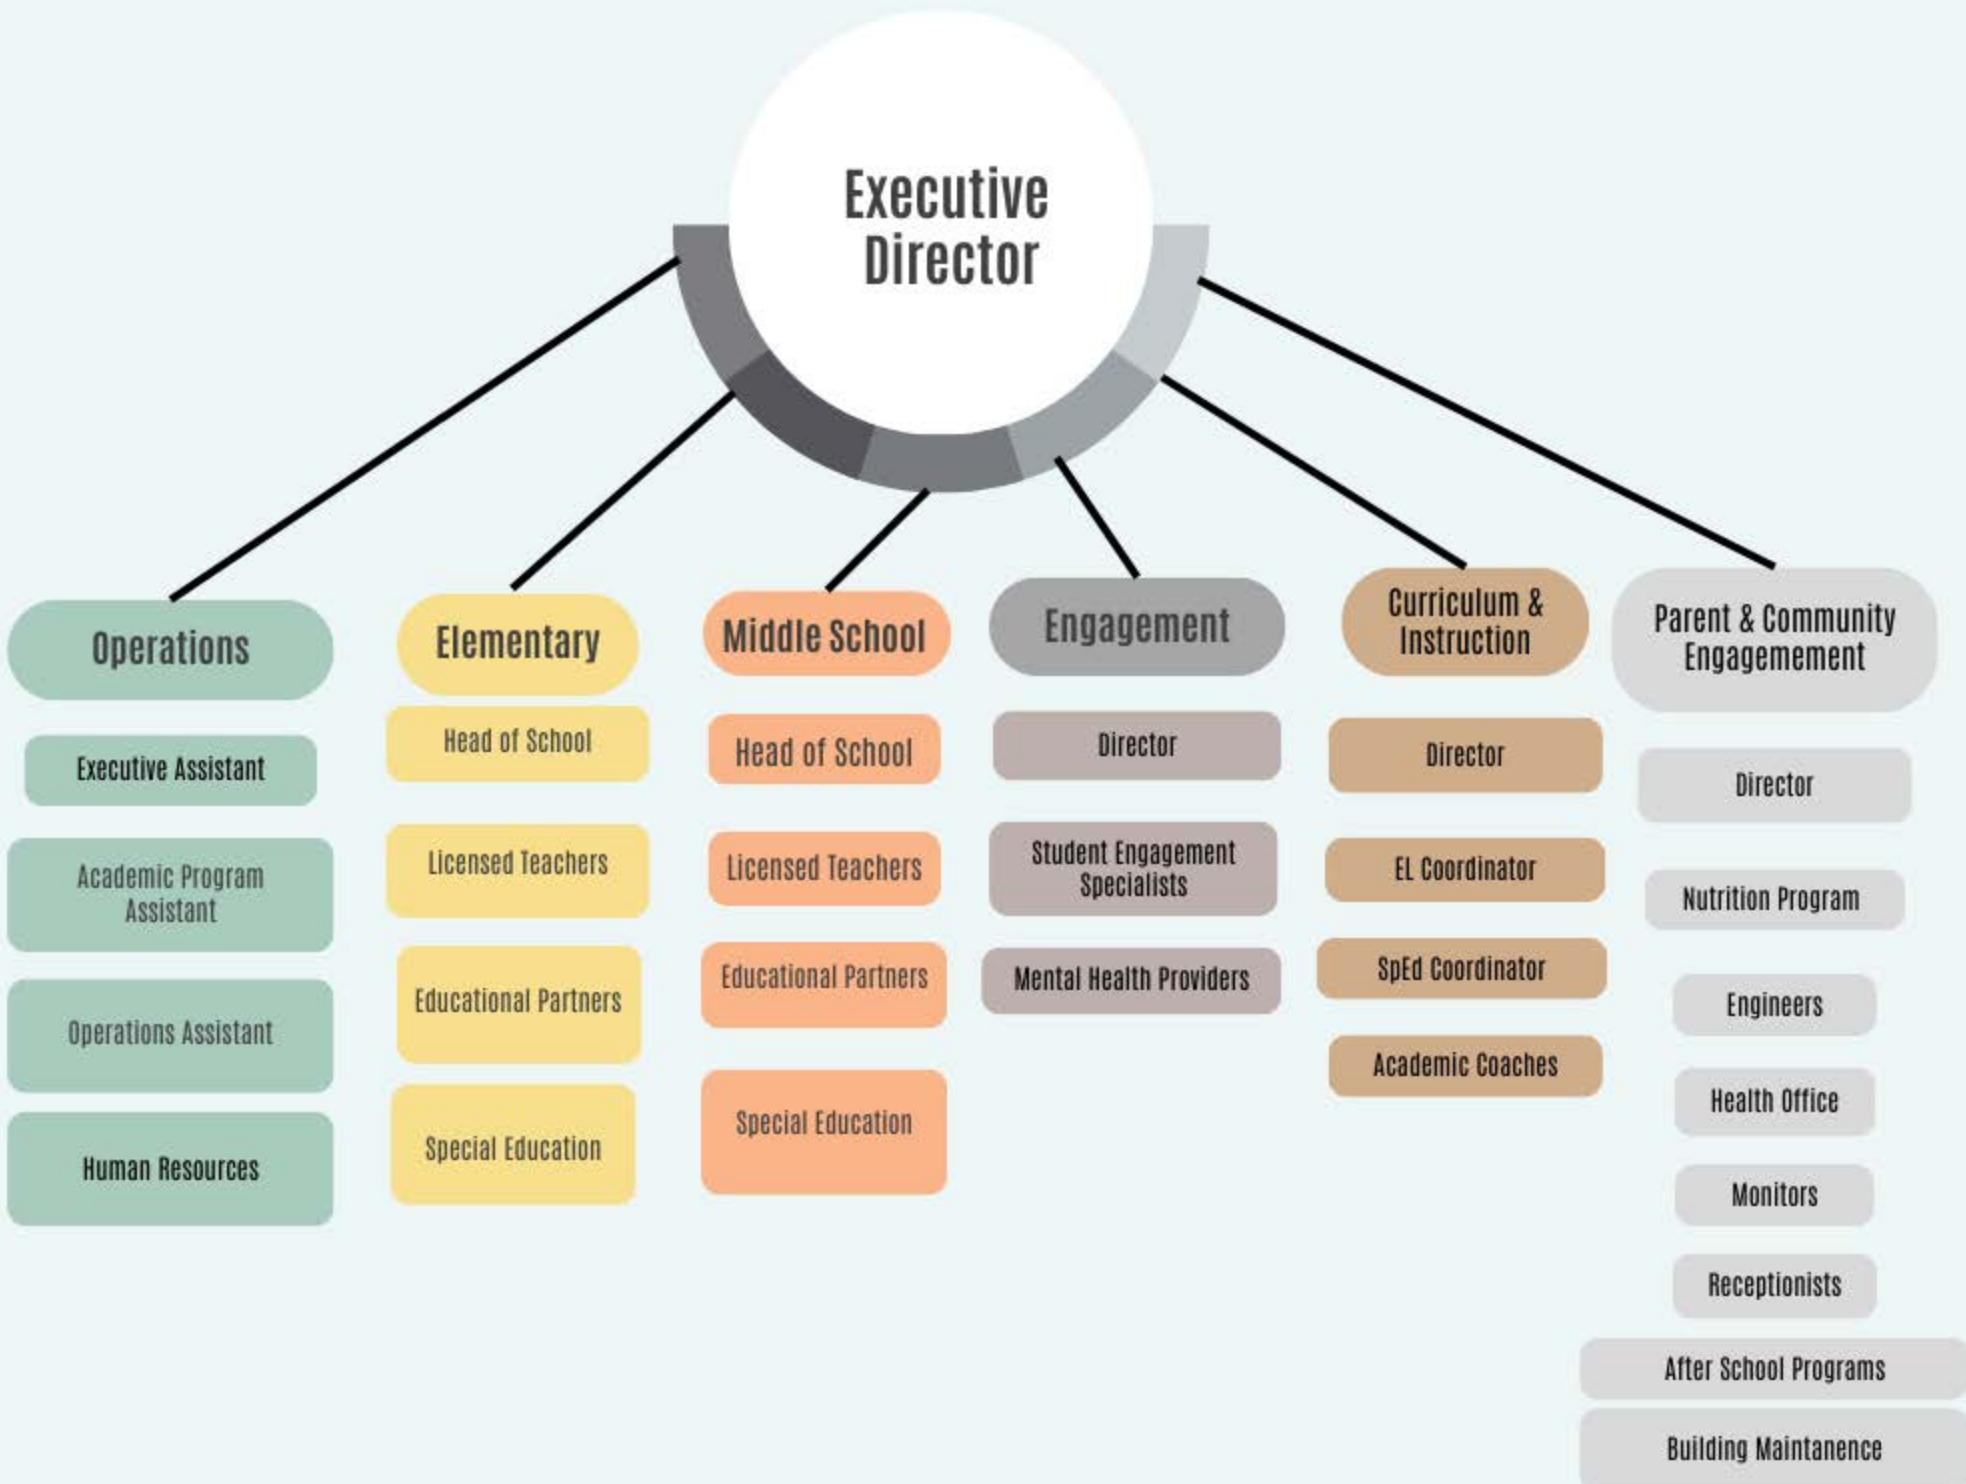 Executive
Director
Operations
Executive Assistant
Academic Program
Assistant
Operations Assistant
Human Resources
Elementary
Head of School
Licensed Teachers
Educational Partners
Special Education
Middle School
Head of School
Licensed Teachers
Educational Partners
Special Education
Engagement
Director
Student Engagement
Specialists
Mental Health Providers
Curriculum &
Instruction
Director
EL Coordinator
SpEd Coordinator
Academic Coaches
Parent & Community
Engagemement
Director
Nutrition Program
Engineers
Health Office
Monitors
Receptionists
After School Programs
Building Maintanence